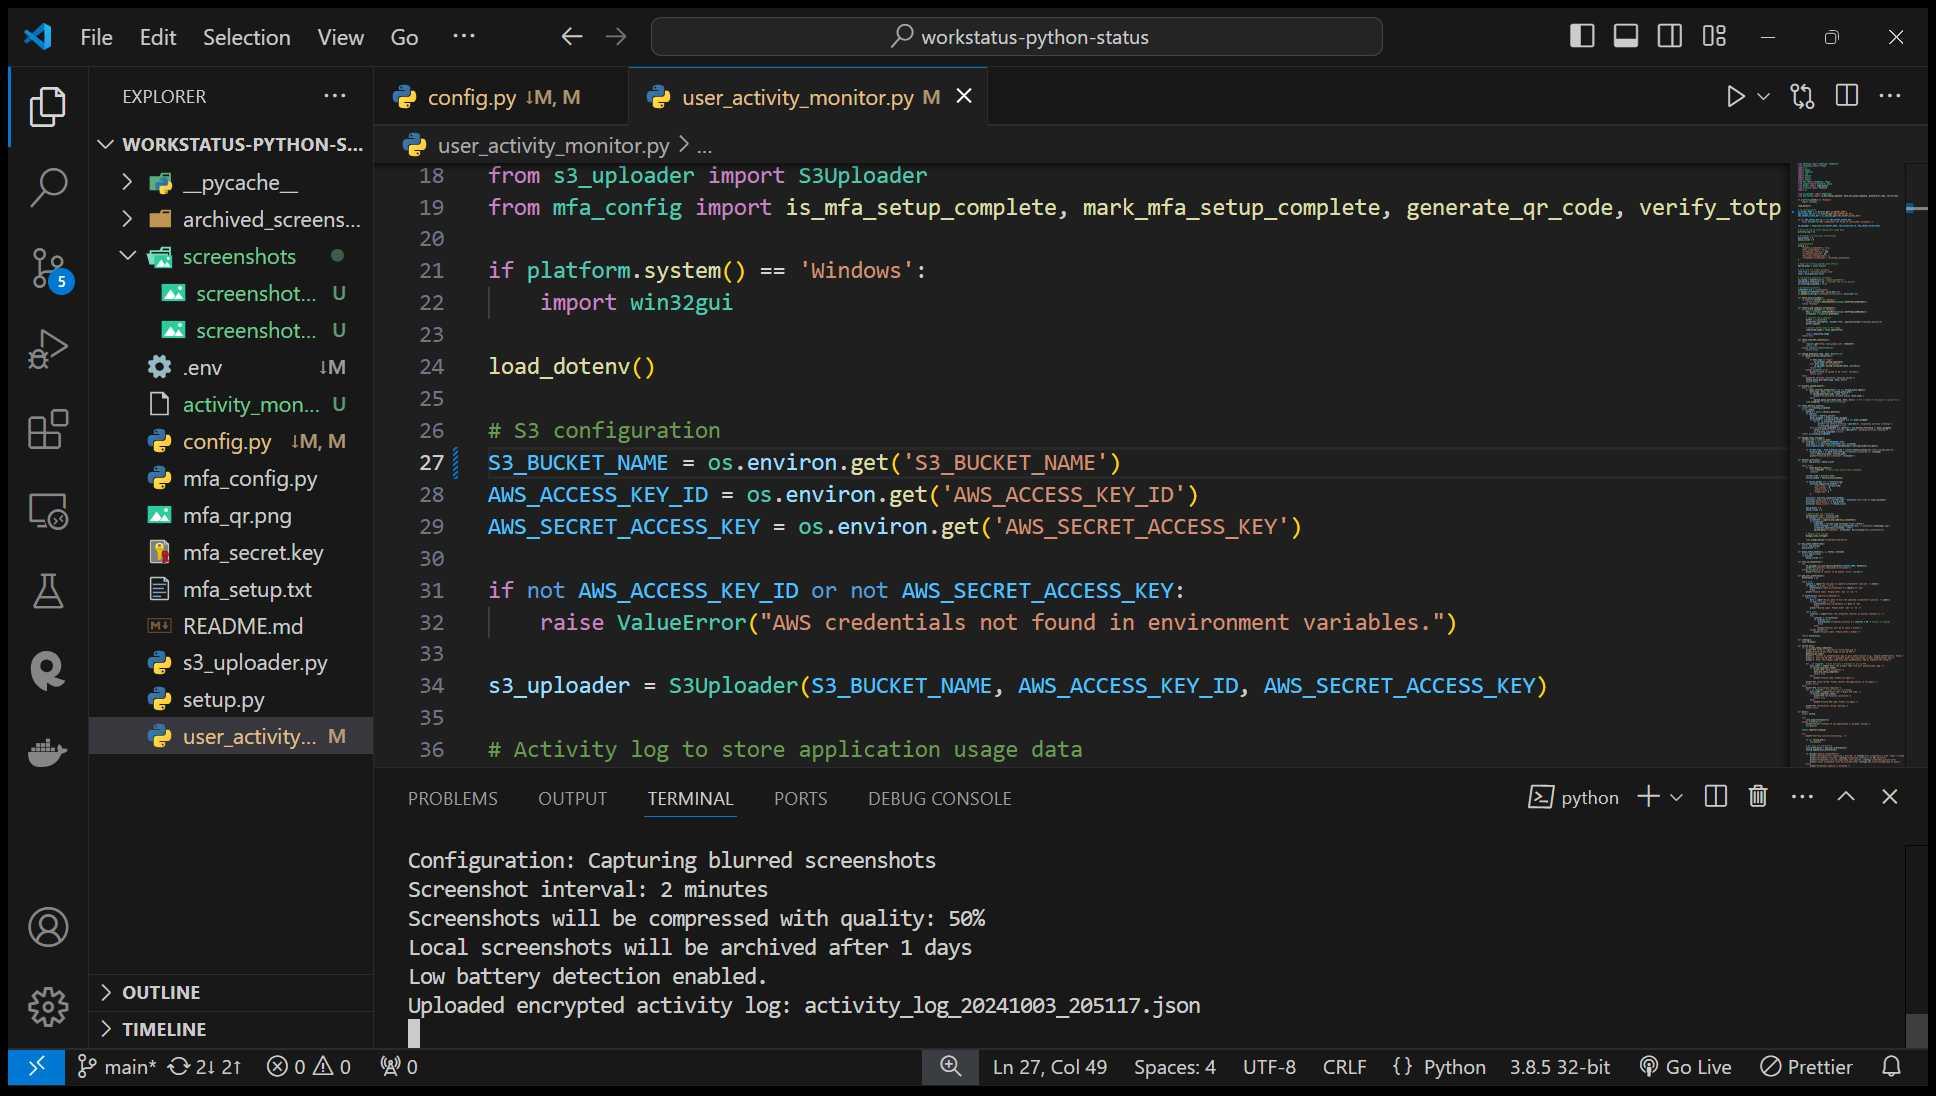 File Edit Selection View Go ... workstatus-python-status
EXPLORER ...
WORKSTATUS-PYTHON-S...
__pycache__
archived_screens...
screenshots
screenshot... U
screenshot... U
.env ↓M
activity_mon... U
config.py ↓M, M
mfa_config.py
mfa_qr.png
mfa_secret.key
mfa_setup.txt
README.md
s3_uploader.py
setup.py
user_activity... M
OUTLINE
TIMELINE
5
config.py ↓M, M user_activity_monitor.py M
user_activity_monitor.py > ...
18 from s3_uploader import S3Uploader
19 from mfa_config import is_mfa_setup_complete, mark_mfa_setup_complete, generate_qr_code, verify_totp
20
21 if platform.system() == 'Windows':
22 import win32gui
23
24 load_dotenv()
25
26 # S3 configuration
27 S3_BUCKET_NAME = os.environ.get('S3_BUCKET_NAME')
28 AWS_ACCESS_KEY_ID = os.environ.get('AWS_ACCESS_KEY_ID')
29 AWS_SECRET_ACCESS_KEY = os.environ.get('AWS_SECRET_ACCESS_KEY')
30
31 if not AWS_ACCESS_KEY_ID or not AWS_SECRET_ACCESS_KEY:
32 raise ValueError("AWS credentials not found in environment variables.")
33
34 s3_uploader = S3Uploader(S3_BUCKET_NAME, AWS_ACCESS_KEY_ID, AWS_SECRET_ACCESS_KEY)
35
36 # Activity log to store application usage data
PROBLEMS OUTPUT TERMINAL PORTS DEBUG CONSOLE python
Configuration: Capturing blurred screenshots
Screenshot interval: 2 minutes
Screenshots will be compressed with quality: 50%
Local screenshots will be archived after 1 days
Low battery detection enabled.
Uploaded encrypted activity log: activity_log_20241003_205117.json
main* 2↓ 2↑ 0 0 0 Ln 27, Col 49 Spaces: 4 UTF-8 CRLF {} Python 3.8.5 32-bit Go Live Prettier